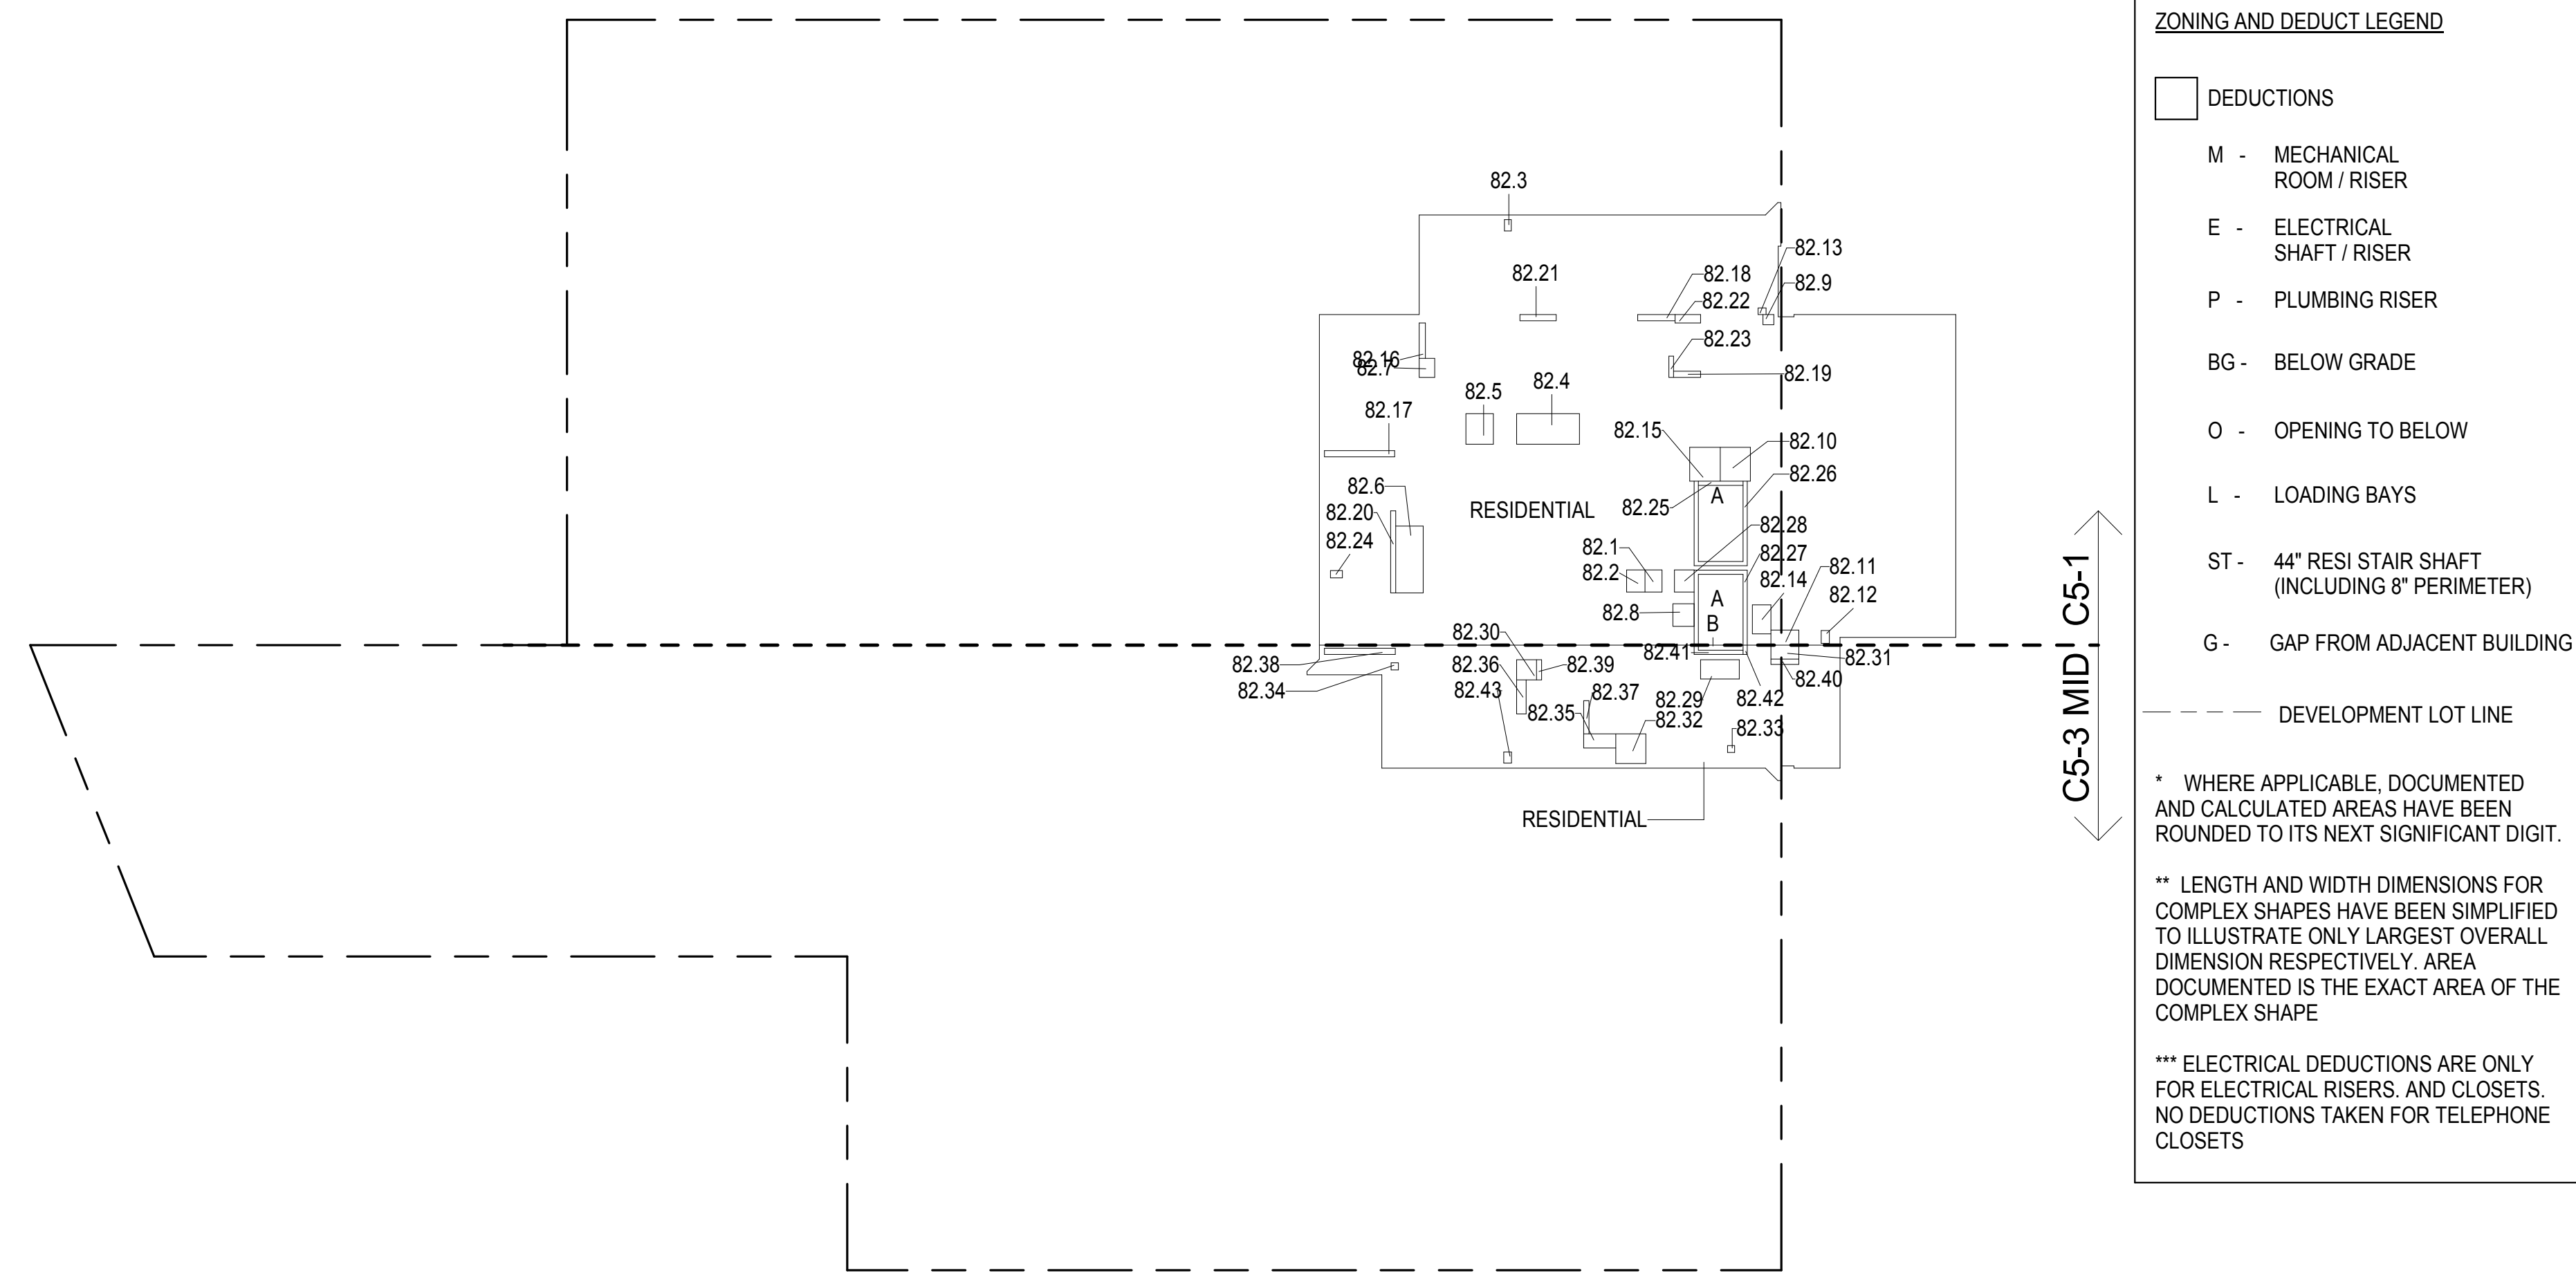 82.3
82.13
82.21
82.18
82.9
82.22
82.23
82.16
82.7
82.19
82.4
82.5
82.17
82.15
82.10
82.26
82.6
A
82.25
RESIDENTIAL
82.20
82.28
82.24
82.1
82.27
82.11
82.2
82.14
82.12
A
82.8
B
82.30
82.41
82.31
82.38
82.36
82.39
82.40
82.34
82.43
82.37
82.29
82.42
82.35
82.32
82.33
RESIDENTIAL
C5-3 MID C5-1
ZONING AND DEDUCT LEGEND
DEDUCTIONS
M - MECHANICAL
ROOM / RISER
E - ELECTRICAL
SHAFT / RISER
P - PLUMBING RISER
BG - BELOW GRADE
O - OPENING TO BELOW
L - LOADING BAYS
ST - 44" RESI STAIR SHAFT
(INCLUDING 8" PERIMETER)
G - GAP FROM ADJACENT BUILDING
DEVELOPMENT LOT LINE
* WHERE APPLICABLE, DOCUMENTED
AND CALCULATED AREAS HAVE BEEN
ROUNDED TO ITS NEXT SIGNIFICANT DIGIT.
** LENGTH AND WIDTH DIMENSIONS FOR
COMPLEX SHAPES HAVE BEEN SIMPLIFIED
TO ILLUSTRATE ONLY LARGEST OVERALL
DIMENSION RESPECTIVELY. AREA
DOCUMENTED IS THE EXACT AREA OF THE
COMPLEX SHAPE
*** ELECTRICAL DEDUCTIONS ARE ONLY
FOR ELECTRICAL RISERS. AND CLOSETS.
NO DEDUCTIONS TAKEN FOR TELEPHONE
CLOSETS